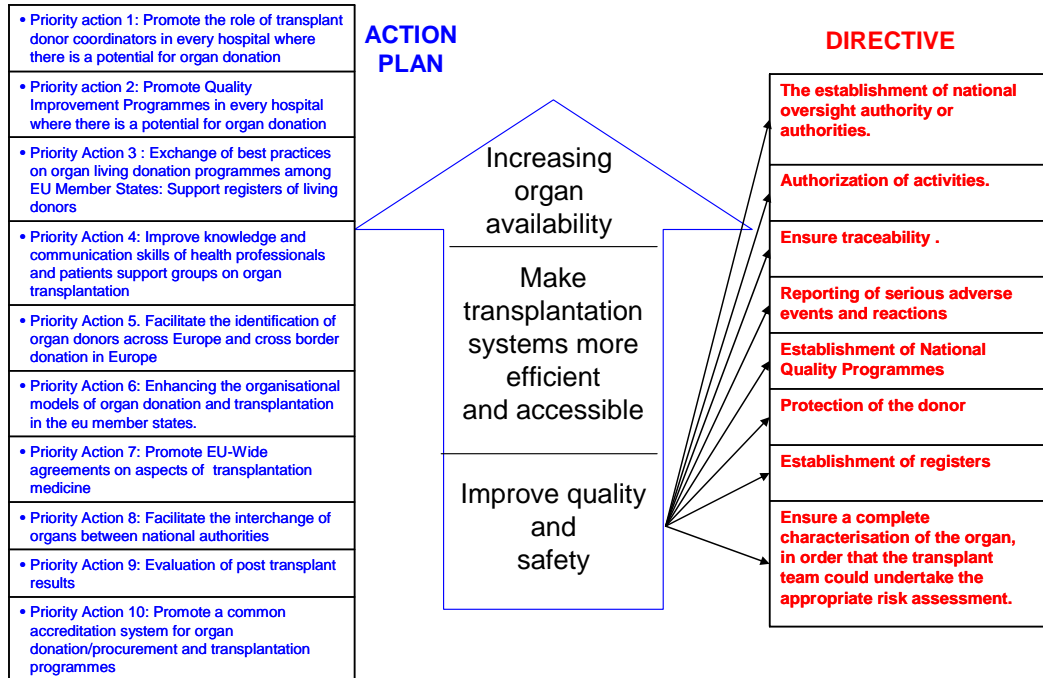 • Priority action 1: Promote the role of transplant
donor coordinators in every hospital where
there is a potential for organ donation
• Priority action 2: Promote Quality
Improvement Programmes in every hospital
where there is a potential for organ donation
• Priority Action 3 : Exchange of best practices
on organ living donation programmes among
EU Member States: Support registers of living
donors
• Priority Action 4: Improve knowledge and
communication skills of health professionals
and patients support groups on organ
transplantation
• Priority Action 5. Facilitate the identification of
organ donors across Europe and cross border
donation in Europe
• Priority Action 6: Enhancing the organisational
models of organ donation and transplantation
in the eu member states.
• Priority Action 7: Promote EU-Wide
agreements on aspects of transplantation
medicine
• Priority Action 8: Facilitate the interchange of
organs between national authorities
• Priority Action 9: Evaluation of post transplant
results
• Priority Action 10: Promote a common
accreditation system for organ
donation/procurement and transplantation
programmes
ACTION
PLAN
Increasing
organ
availability
Make
transplantation
systems more
efficient
and accessible
Improve quality
and
safety
DIRECTIVE
The establishment of national
oversight authority or
authorities.
Authorization of activities.
Ensure traceability .
Reporting of serious adverse
events and reactions
Establishment of National
Quality Programmes
Protection of the donor
Establishment of registers
Ensure a complete
characterisation of the organ,
in order that the transplant
team could undertake the
appropriate risk assessment.